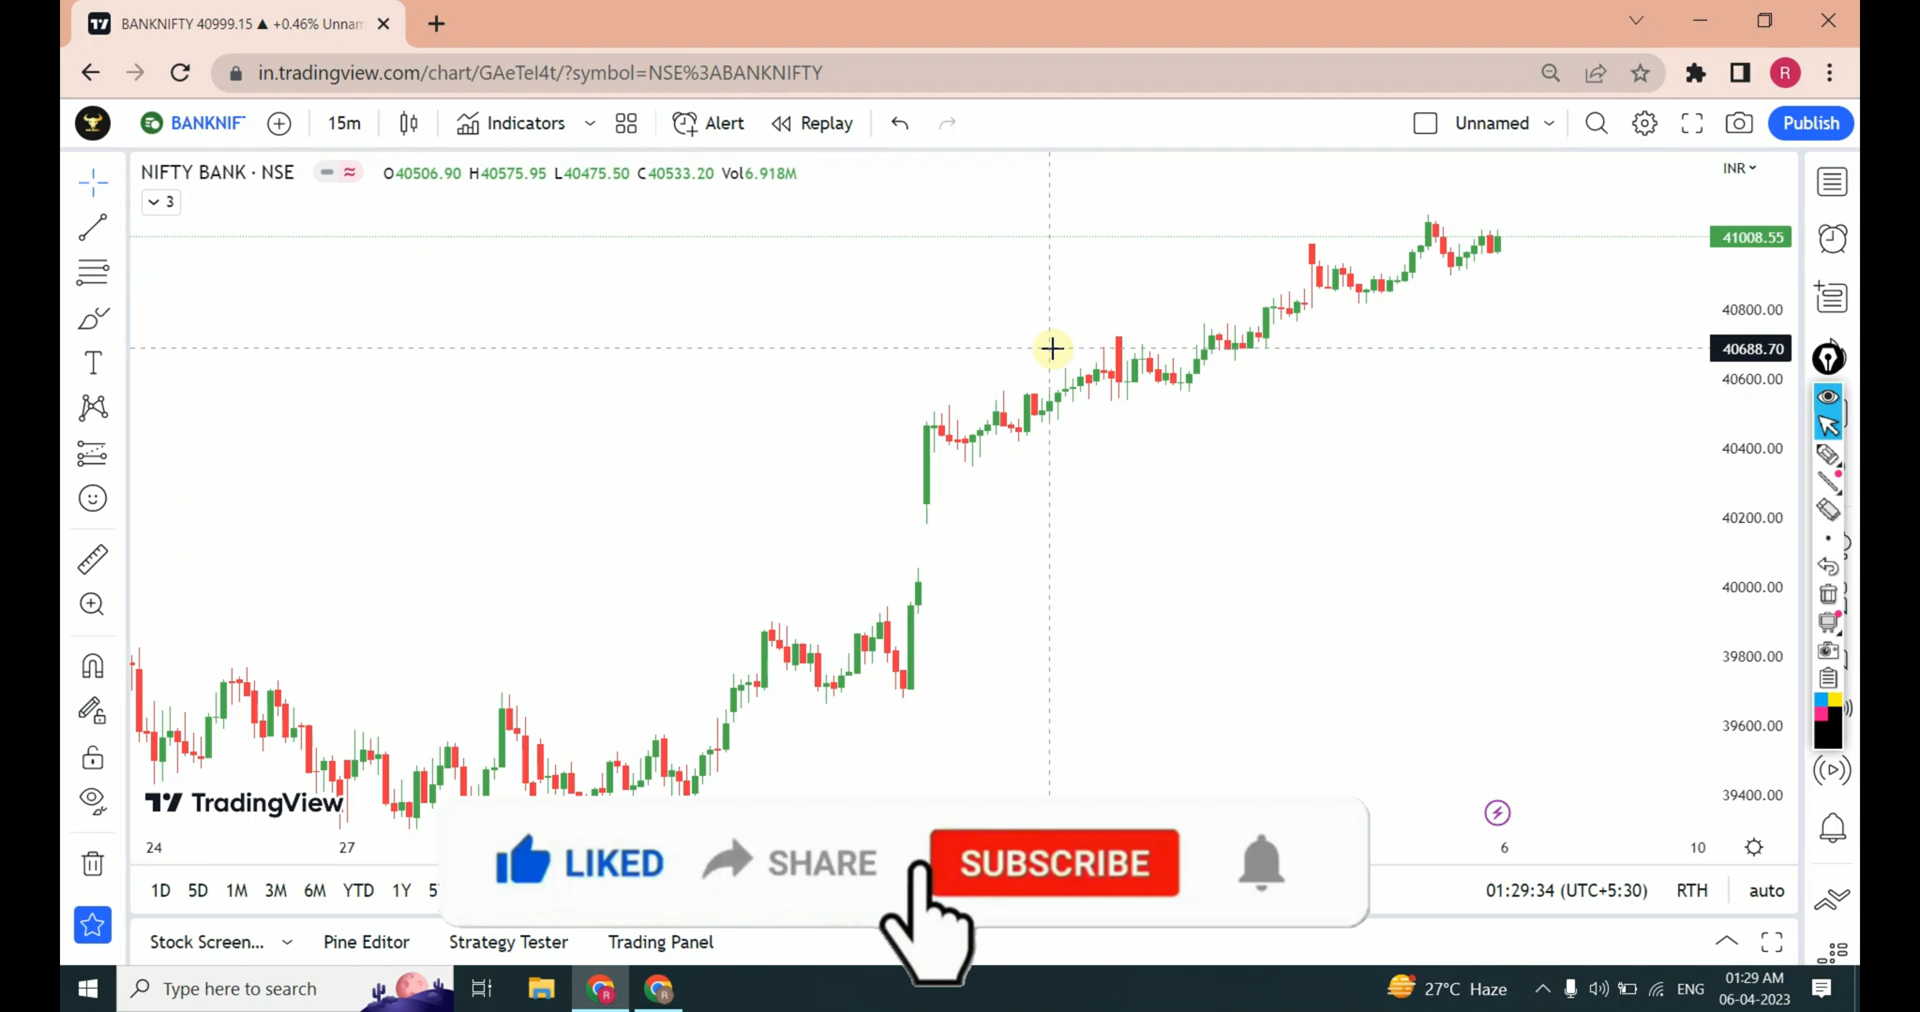 BANKNIFTY 40999.15 ▲ +0.46% Unnam
in.tradingview.com/chart/GAeTeI4t/?symbol=NSE%3ABANKNIFTY
R
BANKNIF
15m
Indicators
Alert
Replay
Unnamed
Publish
NIFTY BANK · NSE
O40506.90 H40575.95 L40475.50 C40533.20 Vol6.918M
INR
3
41008.55
40800.00
40688.70
40600.00
40400.00
40200.00
40000.00
39800.00
39600.00
39400.00
TradingView
24
27
6
10
LIKED
SHARE
SUBSCRIBE
1D 5D 1M 3M 6M YTD 1Y
01:29:34 (UTC+5:30)
RTH
auto
Stock Screen...
Pine Editor
Strategy Tester
Trading Panel
Type here to search
27°C Haze
ENG
01:29 AM
06-04-2023